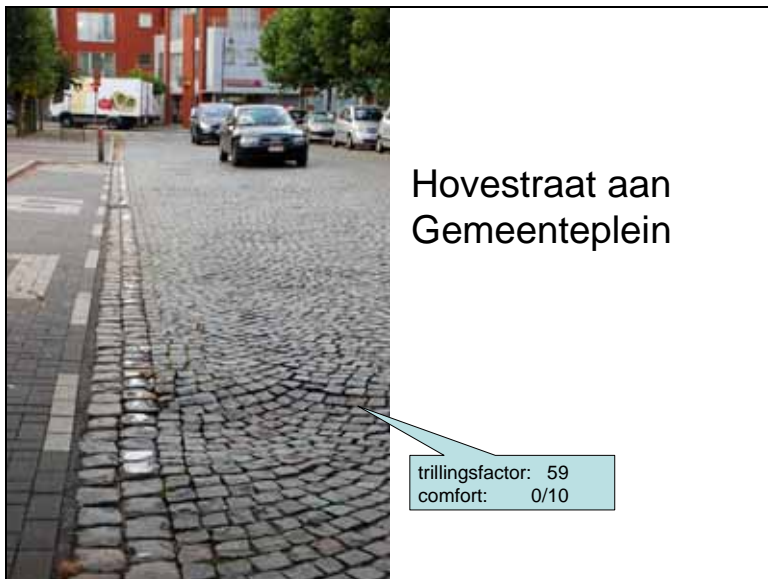 Hovestraat aan
Gemeenteplein
trillingsfactor: 59
comfort: 0/10